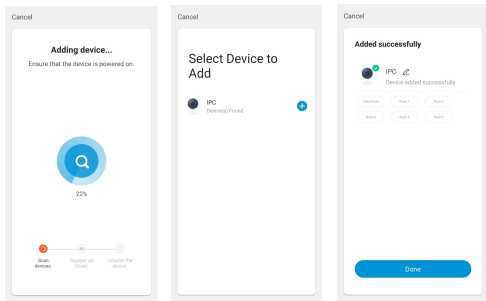 Cancel
Adding device...
Ensure that the device is powered on.
22%
Scan
devices.
Register on
Cloud
Initialize the
device.
Cancel
Select Device to
Add
IPC
Device(s) Found
Cancel
Added successfully
IPC
Device added successfully
Done